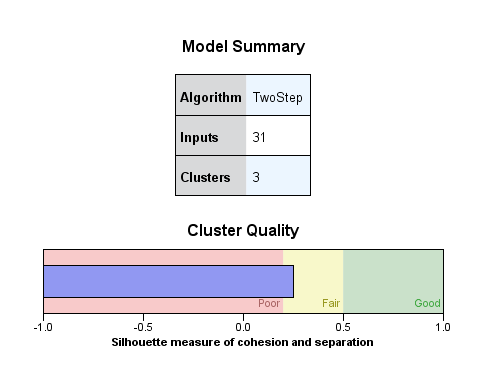 Model Summary
Algorithm TwoStep
Inputs 31
Clusters 3
Cluster Quality
Poor Fair Good
-1.0 -0.5 0.0 0.5 1.0
Silhouette measure of cohesion and separation